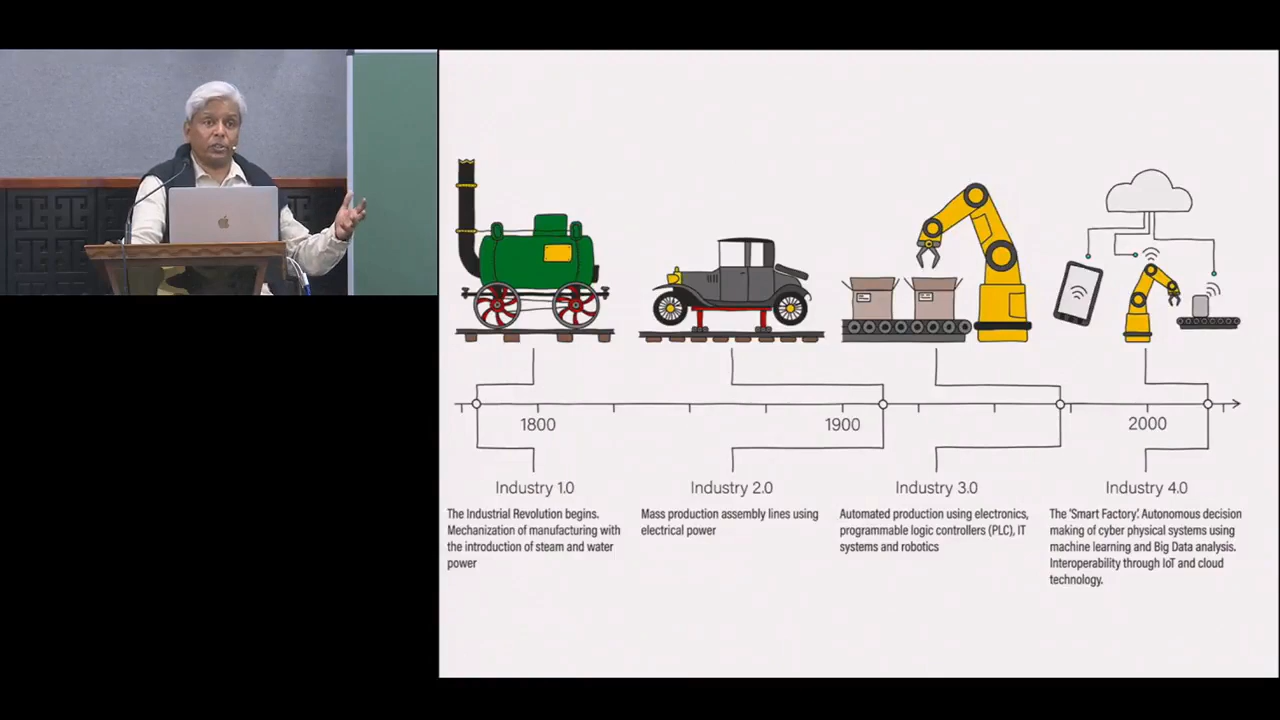 1800
1900
2000
Industry 1.0
The Industrial Revolution begins.
Mechanization of manufacturing with
the introduction of steam and water
power
Industry 2.0
Mass production assembly lines using
electrical power
Industry 3.0
Automated production using electronics,
programmable logic controllers (PLC), IT
systems and robotics
Industry 4.0
The 'Smart Factory'. Autonomous decision
making of cyber physical systems using
machine learning and Big Data analysis.
Interoperability through IoT and cloud
technology.